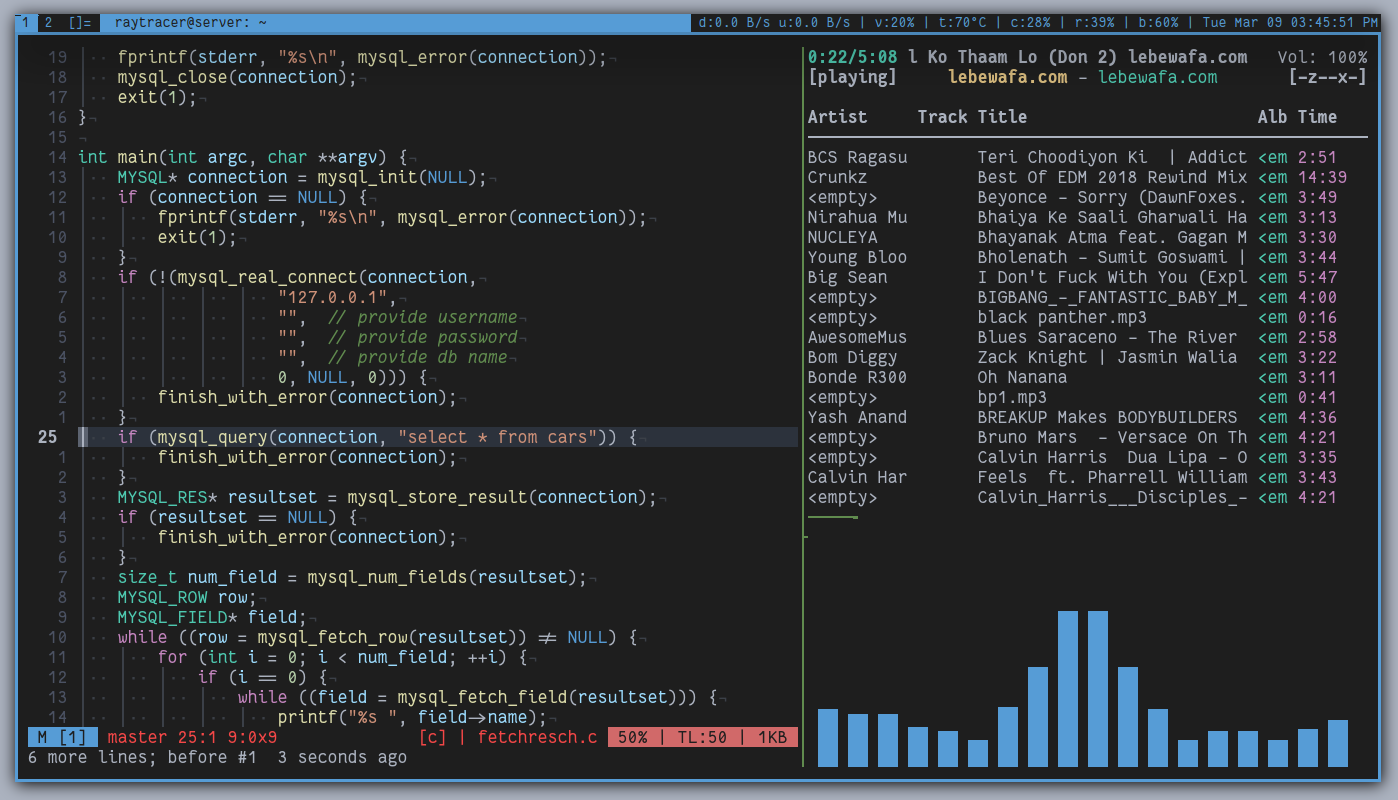 1 2 []= raytracer@server: ~ d:0.0 B/s u:0.0 B/s | v:20% | t:70°C | c:28% | r:39% | b:60% | Tue Mar 09 03:45:51 PM
19 fprintf(stderr, "%s\n", mysql_error(connection));¬
18 mysql_close(connection);¬
17 exit(1);¬
16 }¬
15 ¬
14 int main(int argc, char **argv) {¬
13 MYSQL* connection = mysql_init(NULL);¬
12 if (connection == NULL) {¬
11 fprintf(stderr, "%s\n", mysql_error(connection));¬
10 exit(1);¬
9 }¬
8 if (!(mysql_real_connect(connection,¬
7 "127.0.0.1",¬
6 "", // provide username¬
5 "", // provide password¬
4 "", // provide db name¬
3 0, NULL, 0))) {¬
2 finish_with_error(connection);¬
1 }¬
25 if (mysql_query(connection, "select * from cars")) {¬
1 finish_with_error(connection);¬
2 }¬
3 MYSQL_RES* resultset = mysql_store_result(connection);¬
4 if (resultset == NULL) {¬
5 finish_with_error(connection);¬
6 }¬
7 size_t num_field = mysql_num_fields(resultset);¬
8 MYSQL_ROW row;¬
9 MYSQL_FIELD* field;¬
10 while ((row = mysql_fetch_row(resultset)) ≠ NULL) {¬
11 for (int i = 0; i < num_field; ++i) {¬
12 if (i == 0) {¬
13 while ((field = mysql_fetch_field(resultset))) {¬
14 printf("%s ", field→name);¬
M [1] master 25:1 9:0x9 [c] | fetchresch.c 50% | TL:50 | 1KB
6 more lines; before #1 3 seconds ago
0:22/5:08 l Ko Thaam Lo (Don 2) lebewafa.com Vol: 100%
[playing] lebewafa.com - lebewafa.com [-z--x-]
Artist Track Title Alb Time
BCS Ragasu Teri Choodiyon Ki | Addict <em 2:51
Crunkz Best Of EDM 2018 Rewind Mix <em 14:39
<empty> Beyonce - Sorry (DawnFoxes. <em 3:49
Nirahua Mu Bhaiya Ke Saali Gharwali Ha <em 3:13
NUCLEYA Bhayanak Atma feat. Gagan M <em 3:30
Young Bloo Bholenath - Sumit Goswami | <em 3:44
Big Sean I Don't Fuck With You (Expl <em 5:47
<empty> BIGBANG_-_FANTASTIC_BABY_M_ <em 4:00
<empty> black panther.mp3 <em 0:16
AwesomeMus Blues Saraceno - The River <em 2:58
Bom Diggy Zack Knight | Jasmin Walia <em 3:22
Bonde R300 Oh Nanana <em 3:11
<empty> bp1.mp3 <em 0:41
Yash Anand BREAKUP Makes BODYBUILDERS <em 4:36
<empty> Bruno Mars - Versace On Th <em 4:21
<empty> Calvin Harris Dua Lipa - O <em 3:35
Calvin Har Feels ft. Pharrell William <em 3:43
<empty> Calvin_Harris___Disciples_- <em 4:21